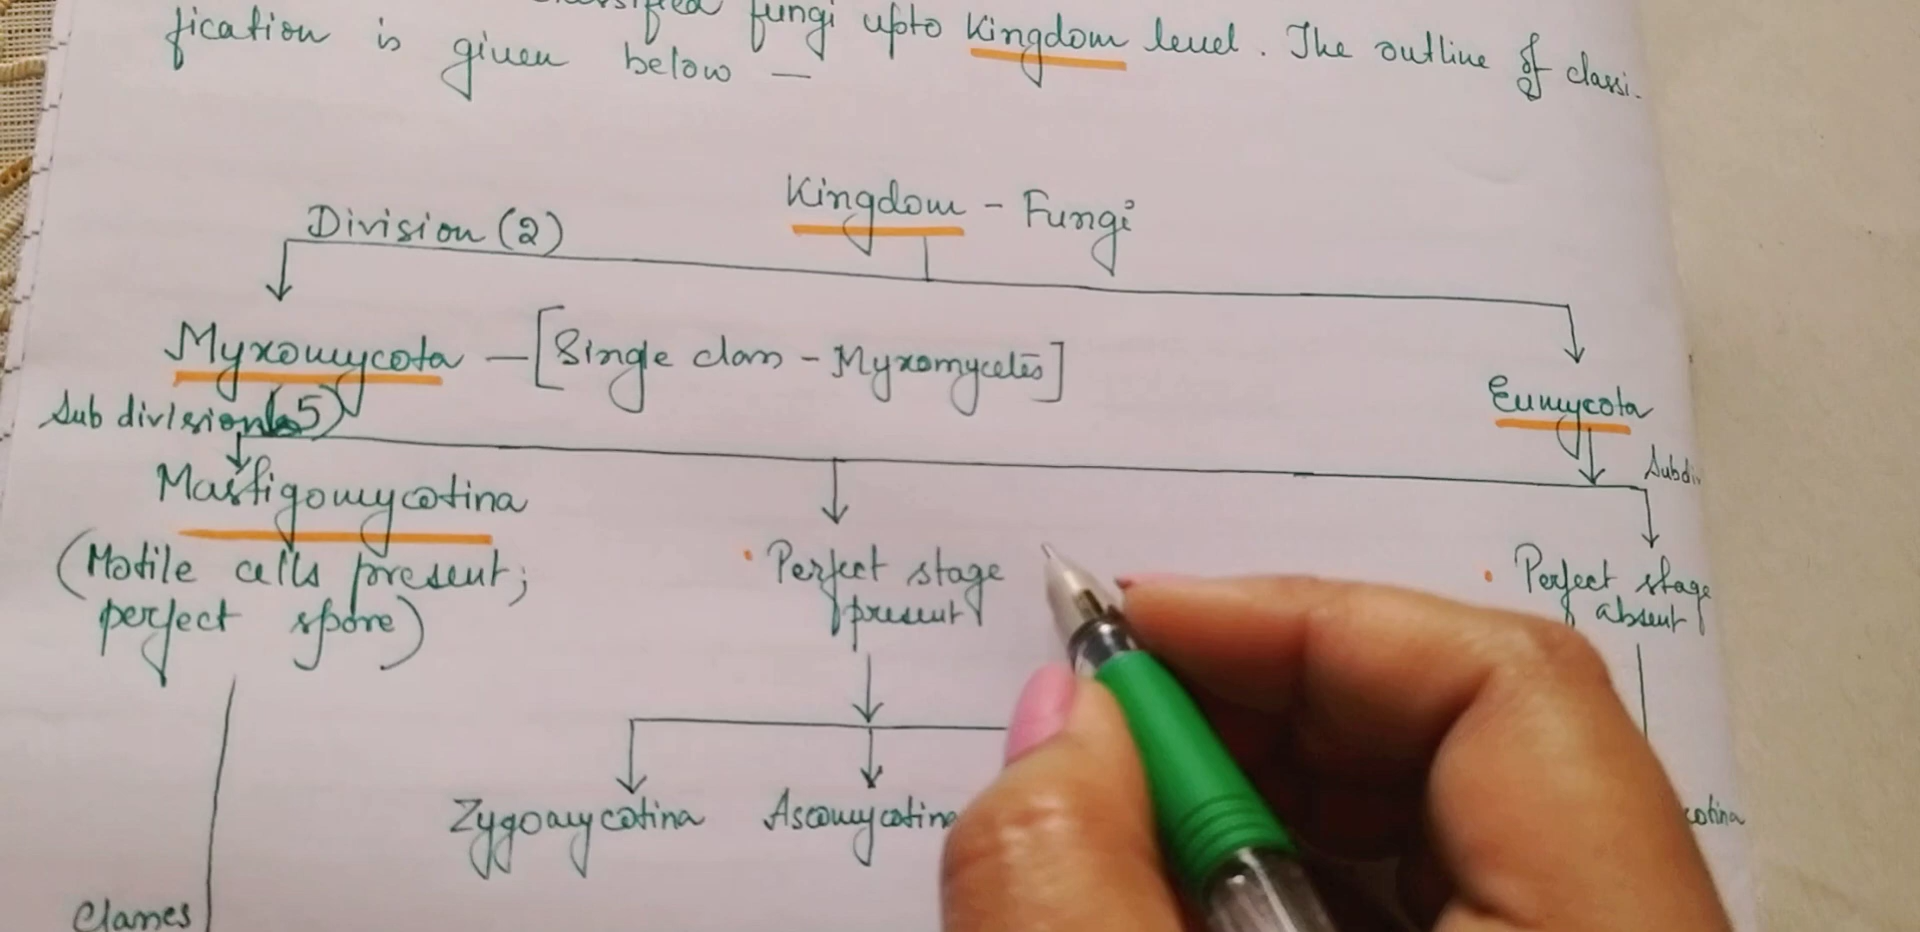 classified fungi upto Kingdom level. The outline of classi-
fication is given below —
Kingdom - Fungi
Division (2)
Myxomycota — [Single class - Myxomycetes]
Eumycota
Sub division (5)
Subdi
Mastigomycotina
(Motile cells present;
perfect spore)
Perfect stage
present
Perfect stage
absent
Zygomycotina Ascomycotina
cotina
Classes